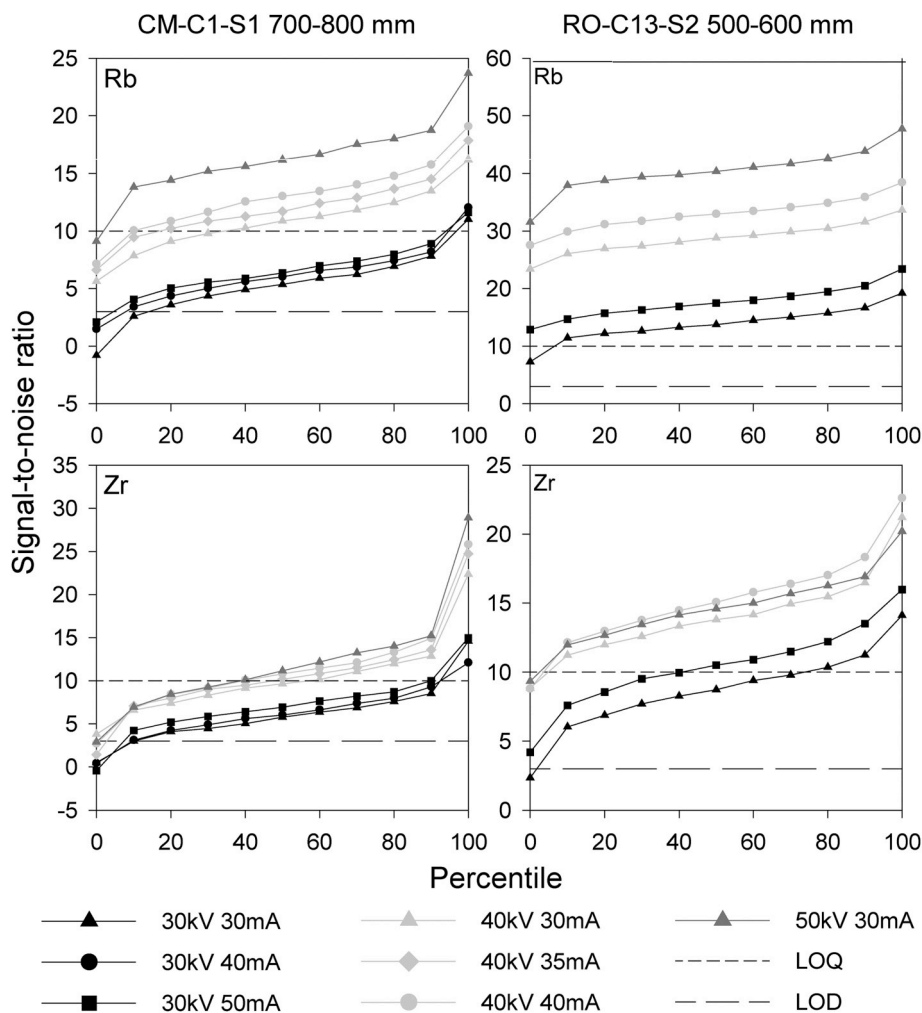 CM-C1-S1 700-800 mm RO-C13-S2 500-600 mm
Rb
25
20
15
10
5
0
-5
0 20 40 60 80 100
Rb
60
50
40
30
20
10
0
0 20 40 60 80 100
Signal-to-noise ratio
Zr
35
30
25
20
15
10
5
0
-5
0 20 40 60 80 100
Zr
25
20
15
10
5
0
0 20 40 60 80 100
Percentile
30kV 30mA 40kV 30mA 50kV 30mA
30kV 40mA 40kV 35mA LOQ
30kV 50mA 40kV 40mA LOD